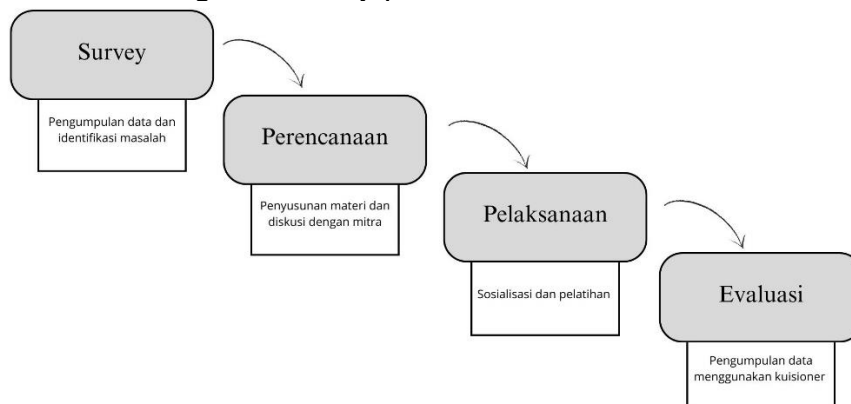 Survey
Pengumpulan data dan
identifikasi masalah
Perencanaan
Penyusunan materi dan
diskusi dengan mitra
Pelaksanaan
Sosialisasi dan pelatihan
Evaluasi
Pengumpulan data
menggunakan kuisioner